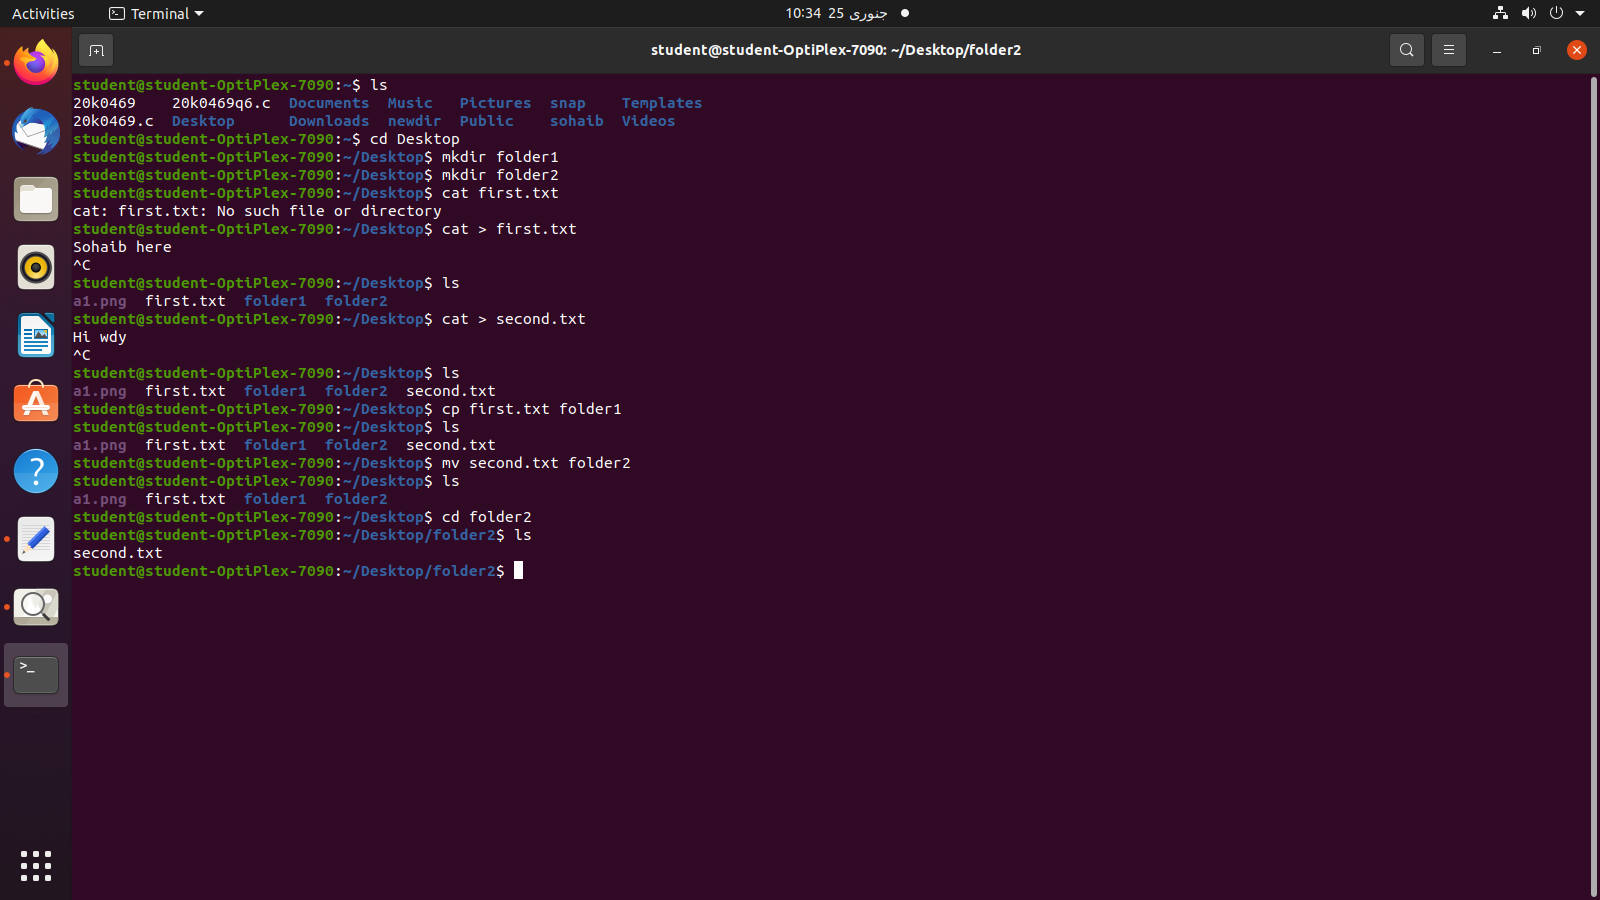 Activities
Terminal
10:34 25 جنوری
student@student-OptiPlex-7090: ~/Desktop/folder2
student@student-OptiPlex-7090:~$ ls
20k0469    20k0469q6.c  Documents  Music   Pictures  snap    Templates
20k0469.c  Desktop      Downloads  newdir  Public    sohaib  Videos
student@student-OptiPlex-7090:~$ cd Desktop
student@student-OptiPlex-7090:~/Desktop$ mkdir folder1
student@student-OptiPlex-7090:~/Desktop$ mkdir folder2
student@student-OptiPlex-7090:~/Desktop$ cat first.txt
cat: first.txt: No such file or directory
student@student-OptiPlex-7090:~/Desktop$ cat > first.txt
Sohaib here
^C
student@student-OptiPlex-7090:~/Desktop$ ls
a1.png  first.txt  folder1  folder2
student@student-OptiPlex-7090:~/Desktop$ cat > second.txt
Hi wdy
^C
student@student-OptiPlex-7090:~/Desktop$ ls
a1.png  first.txt  folder1  folder2  second.txt
student@student-OptiPlex-7090:~/Desktop$ cp first.txt folder1
student@student-OptiPlex-7090:~/Desktop$ ls
a1.png  first.txt  folder1  folder2  second.txt
student@student-OptiPlex-7090:~/Desktop$ mv second.txt folder2
student@student-OptiPlex-7090:~/Desktop$ ls
a1.png  first.txt  folder1  folder2
student@student-OptiPlex-7090:~/Desktop$ cd folder2
student@student-OptiPlex-7090:~/Desktop/folder2$ ls
second.txt
student@student-OptiPlex-7090:~/Desktop/folder2$